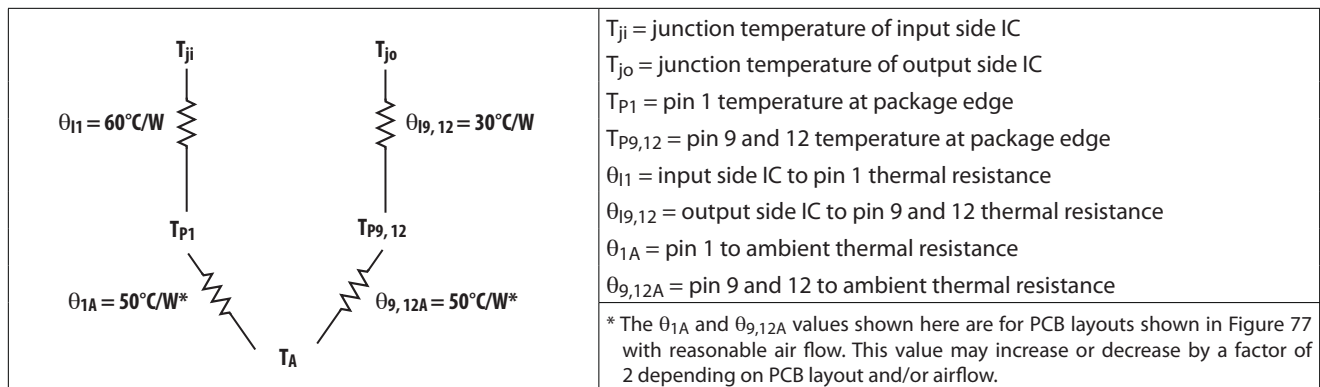 Tji
Tjo
θI1 = 60°C/W
θI9, 12 = 30°C/W
TP1
TP9, 12
θ1A = 50°C/W*
θ9, 12A = 50°C/W*
TA
Tji = junction temperature of input side IC
Tjo = junction temperature of output side IC
TP1 = pin 1 temperature at package edge
TP9,12 = pin 9 and 12 temperature at package edge
θI1 = input side IC to pin 1 thermal resistance
θI9,12 = output side IC to pin 9 and 12 thermal resistance
θ1A = pin 1 to ambient thermal resistance
θ9,12A = pin 9 and 12 to ambient thermal resistance
* The θ1A and θ9,12A values shown here are for PCB layouts shown in Figure 77
with reasonable air flow. This value may increase or decrease by a factor of
2 depending on PCB layout and/or airflow.